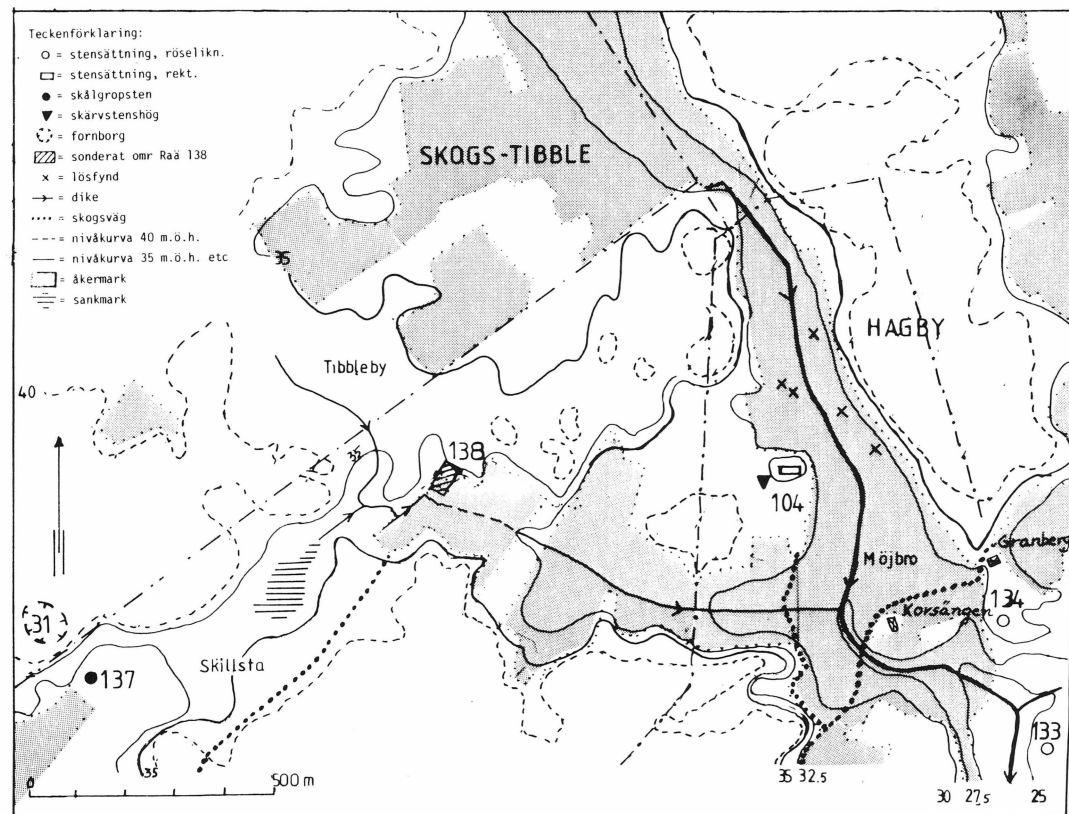 Teckenförklaring:
= stensättning, röselikn.
= stensättning, rekt.
= skålgropsten
= skärvstenshög
= fornborg
= sonderat omr Raä 138
x = lösfynd
= dike
= skogsväg
= nivåkurva 40 m.ö.h.
= nivåkurva 35 m.ö.h. etc
= åkermark
= sankmark
SKOGS-TIBBLE
35
HAGBY
Tibbleby
40
35
138
104
Granberg
Möjbro
134
Korsängen
31
Skillsta
137
133
35
0 500 m
35 32.5
30 27,5 25